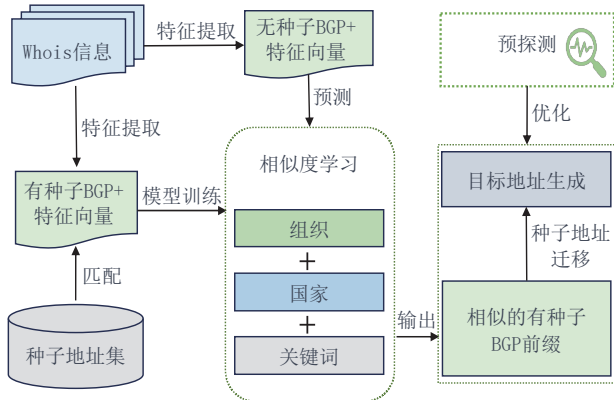 Whois信息
特征提取
无种子BGP+
特征向量
预探测
特征提取
预测
优化
有种子BGP+
特征向量
模型训练
相似度学习
组织
+
国家
+
关键词
目标地址生成
种子地址
迁移
匹配
种子地址集
输出
相似的有种子
BGP前缀